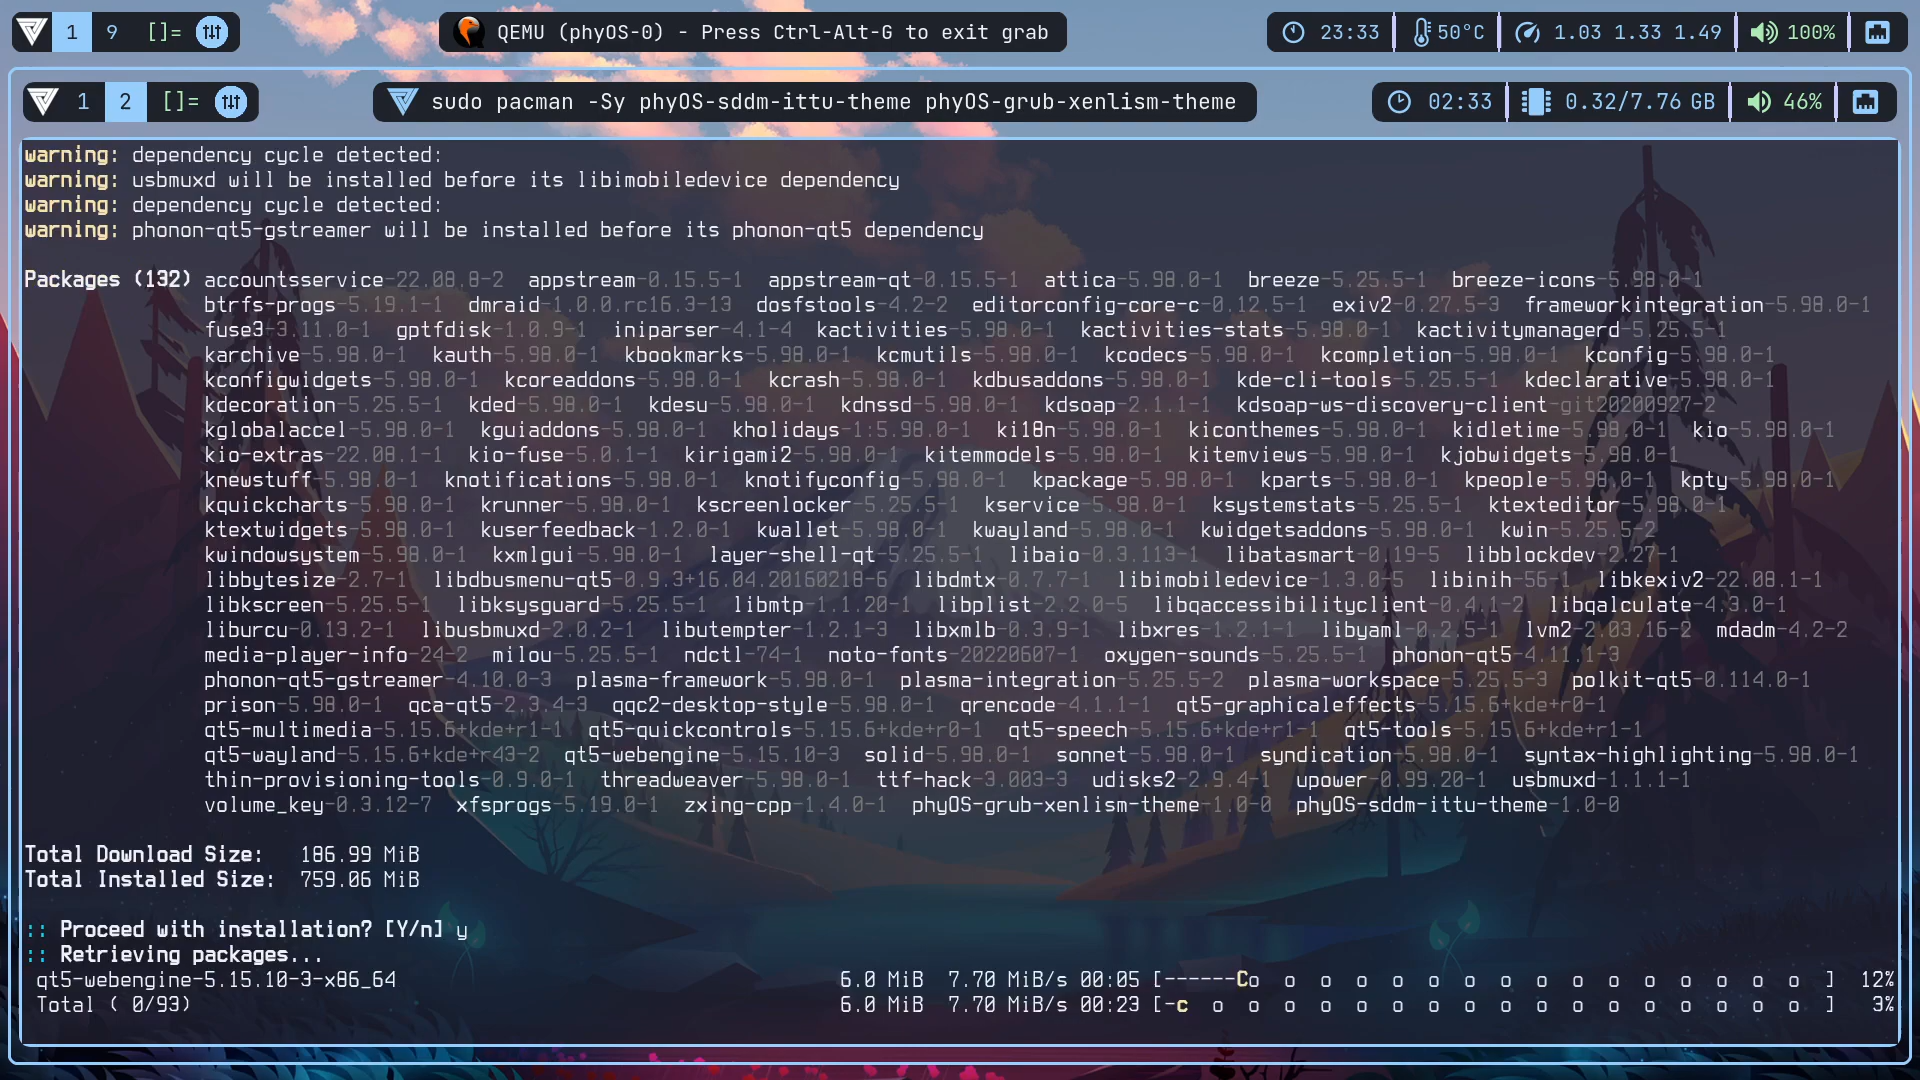 1 9 []= QEMU (phyOS-0) - Press Ctrl-Alt-G to exit grab 23:33 50°C 1.03 1.33 1.49 100%
1 2 []= sudo pacman -Sy phyOS-sddm-ittu-theme phyOS-grub-xenlism-theme 02:33 0.32/7.76 GB 46%
warning: dependency cycle detected:
warning: usbmuxd will be installed before its libimobiledevice dependency
warning: dependency cycle detected:
warning: phonon-qt5-gstreamer will be installed before its phonon-qt5 dependency
Packages (132) accountsservice-22.08.8-2 appstream-0.15.5-1 appstream-qt-0.15.5-1 attica-5.98.0-1 breeze-5.25.5-1 breeze-icons-5.98.0-1
btrfs-progs-5.19.1-1 dmraid-1.0.0.rc16.3-13 dosfstools-4.2-2 editorconfig-core-c-0.12.5-1 exiv2-0.27.5-3 frameworkintegration-5.98.0-1
fuse3-3.11.0-1 gptfdisk-1.0.9-1 iniparser-4.1-4 kactivities-5.98.0-1 kactivities-stats-5.98.0-1 kactivitymanagerd-5.25.5-1
karchive-5.98.0-1 kauth-5.98.0-1 kbookmarks-5.98.0-1 kcmutils-5.98.0-1 kcodecs-5.98.0-1 kcompletion-5.98.0-1 kconfig-5.98.0-1
kconfigwidgets-5.98.0-1 kcoreaddons-5.98.0-1 kcrash-5.98.0-1 kdbusaddons-5.98.0-1 kde-cli-tools-5.25.5-1 kdeclarative-5.98.0-1
kdecoration-5.25.5-1 kded-5.98.0-1 kdesu-5.98.0-1 kdnssd-5.98.0-1 kdsoap-2.1.1-1 kdsoap-ws-discovery-client-git20200927-2
kglobalaccel-5.98.0-1 kguiaddons-5.98.0-1 kholidays-1:5.98.0-1 ki18n-5.98.0-1 kiconthemes-5.98.0-1 kidletime-5.98.0-1 kio-5.98.0-1
kio-extras-22.08.1-1 kio-fuse-5.0.1-1 kirigami2-5.98.0-1 kitemmodels-5.98.0-1 kitemviews-5.98.0-1 kjobwidgets-5.98.0-1
knewstuff-5.98.0-1 knotifications-5.98.0-1 knotifyconfig-5.98.0-1 kpackage-5.98.0-1 kparts-5.98.0-1 kpeople-5.98.0-1 kpty-5.98.0-1
kquickcharts-5.98.0-1 krunner-5.98.0-1 kscreenlocker-5.25.5-1 kservice-5.98.0-1 ksystemstats-5.25.5-1 ktexteditor-5.98.0-1
ktextwidgets-5.98.0-1 kuserfeedback-1.2.0-1 kwallet-5.98.0-1 kwayland-5.98.0-1 kwidgetsaddons-5.98.0-1 kwin-5.25.5-2
kwindowsystem-5.98.0-1 kxmlgui-5.98.0-1 layer-shell-qt-5.25.5-1 libaio-0.3.113-1 libatasmart-0.19-5 libblockdev-2.27-1
libbytesize-2.7-1 libdbusmenu-qt5-0.9.3+16.04.20160218-6 libdmtx-0.7.7-1 libimobiledevice-1.3.0-5 libinih-56-1 libkexiv2-22.08.1-1
libkscreen-5.25.5-1 libksysguard-5.25.5-1 libmtp-1.1.20-1 libplist-2.2.0-5 libqaccessibilityclient-0.4.1-2 libqalculate-4.3.0-1
liburcu-0.13.2-1 libusbmuxd-2.0.2-1 libutempter-1.2.1-3 libxmlb-0.3.9-1 libxres-1.2.1-1 libyaml-0.2.5-1 lvm2-2.03.16-2 mdadm-4.2-2
media-player-info-24-2 milou-5.25.5-1 ndctl-74-1 noto-fonts-20220607-1 oxygen-sounds-5.25.5-1 phonon-qt5-4.11.1-3
phonon-qt5-gstreamer-4.10.0-3 plasma-framework-5.98.0-1 plasma-integration-5.25.5-2 plasma-workspace-5.25.5-3 polkit-qt5-0.114.0-1
prison-5.98.0-1 qca-qt5-2.3.4-3 qqc2-desktop-style-5.98.0-1 qrencode-4.1.1-1 qt5-graphicaleffects-5.15.6+kde+r0-1
qt5-multimedia-5.15.6+kde+r1-1 qt5-quickcontrols-5.15.6+kde+r0-1 qt5-speech-5.15.6+kde+r1-1 qt5-tools-5.15.6+kde+r1-1
qt5-wayland-5.15.6+kde+r43-2 qt5-webengine-5.15.10-3 solid-5.98.0-1 sonnet-5.98.0-1 syndication-5.98.0-1 syntax-highlighting-5.98.0-1
thin-provisioning-tools-0.9.0-1 threadweaver-5.98.0-1 ttf-hack-3.003-3 udisks2-2.9.4-1 upower-0.99.20-1 usbmuxd-1.1.1-1
volume_key-0.3.12-7 xfsprogs-5.19.0-1 zxing-cpp-1.4.0-1 phyOS-grub-xenlism-theme-1.0-0 phyOS-sddm-ittu-theme-1.0-0
Total Download Size: 186.99 MiB
Total Installed Size: 759.06 MiB
:: Proceed with installation? [Y/n] y
:: Retrieving packages...
qt5-webengine-5.15.10-3-x86_64 6.0 MiB 7.70 MiB/s 00:05 [------Co o o o o o o o o o o o o o o o ] 12%
Total ( 0/93) 6.0 MiB 7.70 MiB/s 00:23 [-c o o o o o o o o o o o o o o o o o ] 3%